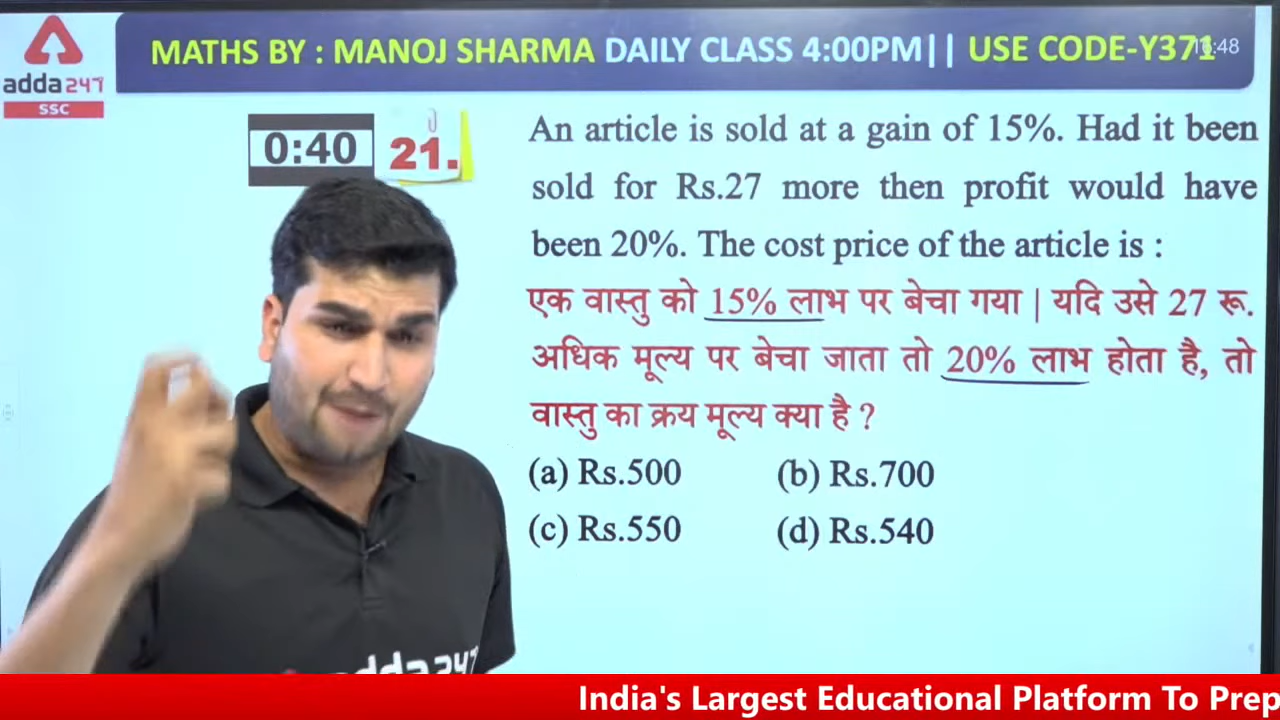 MATHS BY : MANOJ SHARMA DAILY CLASS 4:00PM|| USE CODE-Y371
:48
adda247
SSC
0:40
21.
An article is sold at a gain of 15%. Had it been
sold for Rs.27 more then profit would have
been 20%. The cost price of the article is :
एक वास्तु को 15% लाभ पर बेचा गया | यदि उसे 27 रू.
अधिक मूल्य पर बेचा जाता तो 20% लाभ होता है, तो
वास्तु का क्रय मूल्य क्या है ?
(a) Rs.500 (b) Rs.700
(c) Rs.550 (d) Rs.540
adda247
India's Largest Educational Platform To Prep